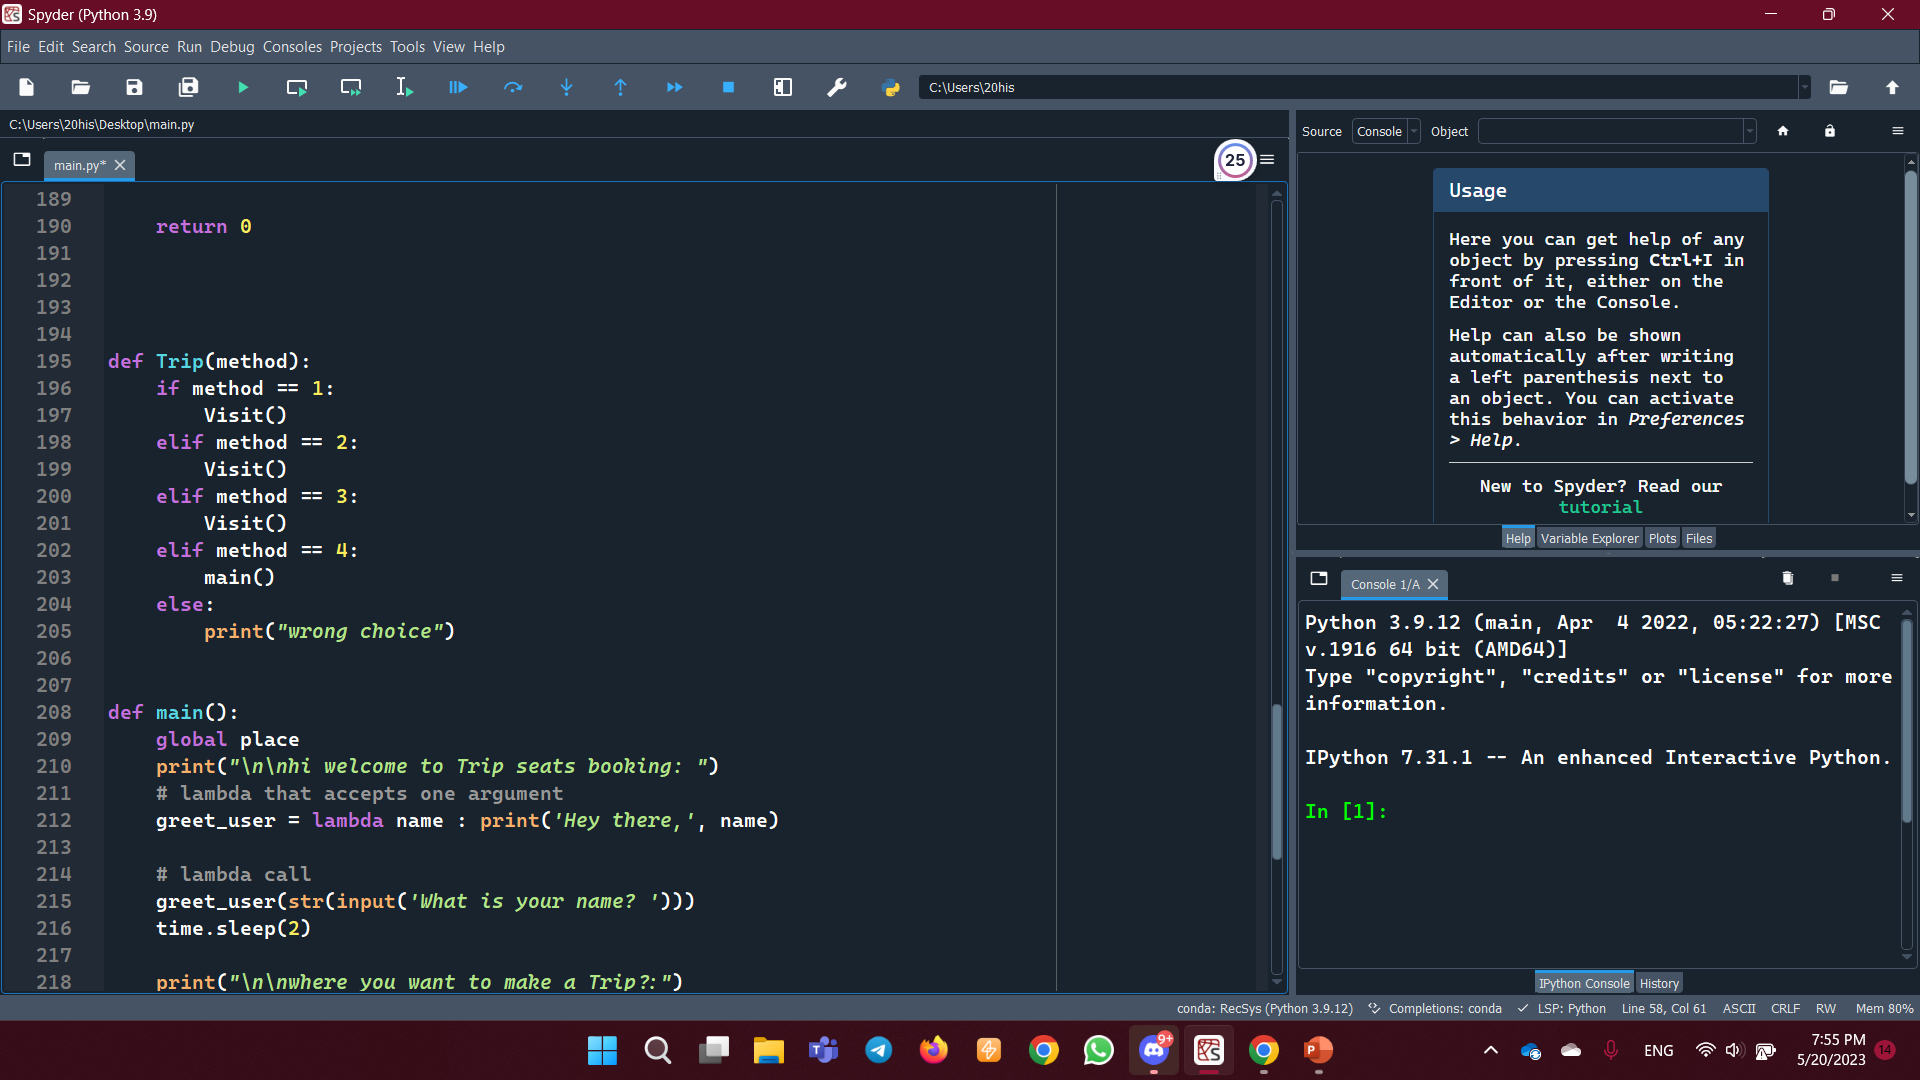 Spyder (Python 3.9)
File Edit Search Source Run Debug Consoles Projects Tools View Help
C:\Users\20his
C:\Users\20his\Desktop\main.py
main.py*
25
189
190     return 0
191
192
193
194
195 def Trip(method):
196     if method == 1:
197         Visit()
198     elif method == 2:
199         Visit()
200     elif method == 3:
201         Visit()
202     elif method == 4:
203         main()
204     else:
205         print("wrong choice")
206
207
208 def main():
209     global place
210     print("\n\nhi welcome to Trip seats booking: ")
211     # lambda that accepts one argument
212     greet_user = lambda name : print('Hey there,', name)
213
214     # lambda call
215     greet_user(str(input('What is your name? ')))
216     time.sleep(2)
217
218     print("\n\nwhere you want to make a Trip?:")
Source Console Object
Usage
Here you can get help of any
object by pressing Ctrl+I in
front of it, either on the
Editor or the Console.
Help can also be shown
automatically after writing
a left parenthesis next to
an object. You can activate
this behavior in Preferences
> Help.
New to Spyder? Read our
tutorial
Help Variable Explorer Plots Files
Console 1/A
Python 3.9.12 (main, Apr  4 2022, 05:22:27) [MSC
v.1916 64 bit (AMD64)]
Type "copyright", "credits" or "license" for more
information.
IPython 7.31.1 -- An enhanced Interactive Python.
In [1]:
IPython Console History
conda: RecSys (Python 3.9.12) Completions: conda LSP: Python Line 58, Col 61 ASCII CRLF RW Mem 80%
9+
ENG
7:55 PM
5/20/2023
14